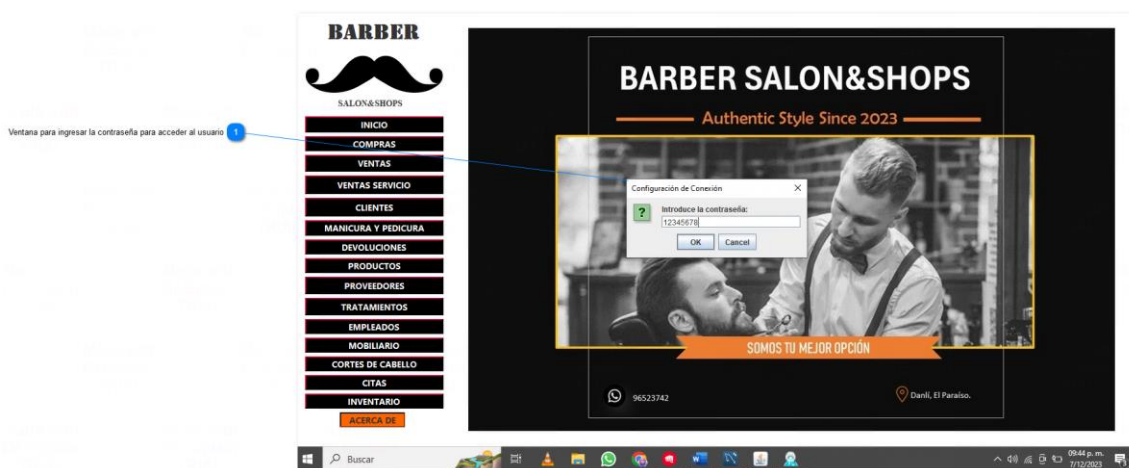 Ventana para ingresar la contraseña para acceder al usuario 1
BARBER
SALON&SHOPS
INICIO
COMPRAS
VENTAS
VENTAS SERVICIO
CLIENTES
MANICURA Y PEDICURA
DEVOLUCIONES
PRODUCTOS
PROVEEDORES
TRATAMIENTOS
EMPLEADOS
MOBILIARIO
CORTES DE CABELLO
CITAS
INVENTARIO
ACERCA DE
BARBER SALON&SHOPS
Authentic Style Since 2023
Configuración de Conexión
Introduce la contraseña:
12345678
OK Cancel
SOMOS TU MEJOR OPCIÓN
96523742
Danlí, El Paraíso.
Buscar
09:44 p. m.
7/12/2023